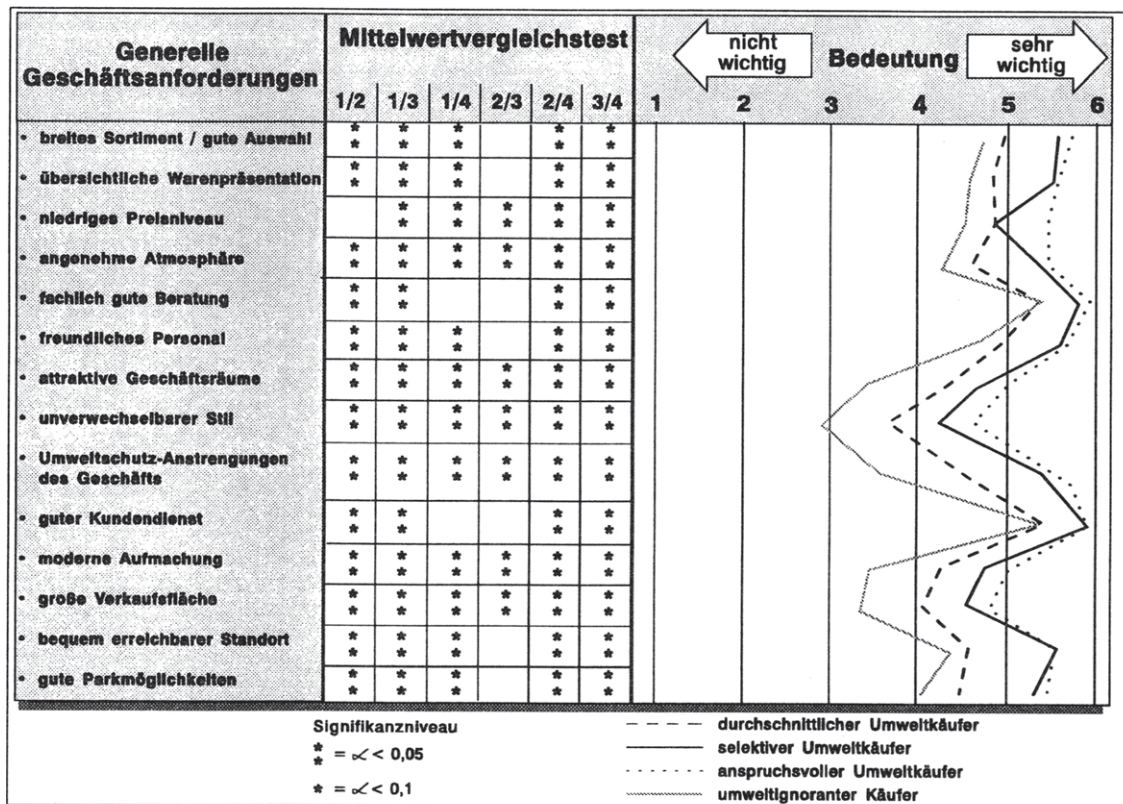 Generelle
Geschäftsanforderungen
Mittelwertvergleichstest
1/2 1/3 1/4 2/3 2/4 3/4
nicht
wichtig
Bedeutung
sehr
wichtig
1 2 3 4 5 6
• breites Sortiment / gute Auswahl * * * * * * * * * *
• übersichtliche Warenpräsentation * * * * * * * * * *
• niedriges Preisniveau * * * * * * * * * *
• angenehme Atmosphäre * * * * * * * * * * * *
• fachlich gute Beratung * * * * * * * *
• freundliches Personal * * * * * * * * * *
• attraktive Geschäftsräume * * * * * * * * * * * *
• unverwechselbarer Stil * * * * * * * * * * * *
• Umweltschutz-Anstrengungen
des Geschäfts * * * * * * * * * * * *
• guter Kundendienst * * * * * * * *
• moderne Aufmachung * * * * * * * * * * * *
• große Verkaufsfläche * * * * * * * * * * * *
• bequem erreichbarer Standort * * * * * * * * * *
• gute Parkmöglichkeiten * * * * * * * * * *
Signifikanzniveau
* * = ∝ < 0,05
* = ∝ < 0,1
durchschnittlicher Umweltkäufer
selektiver Umweltkäufer
anspruchsvoller Umweltkäufer
umweltignoranter Käufer